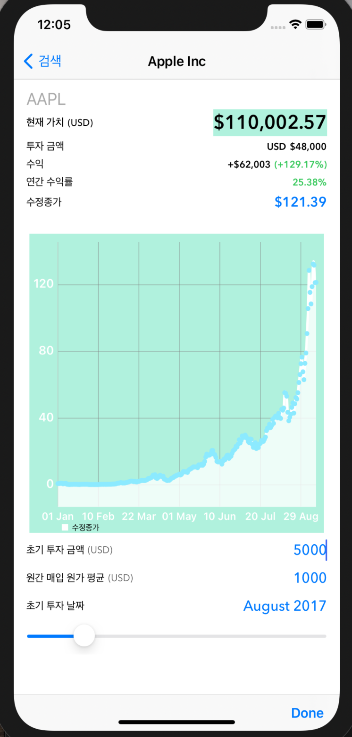 12:05
검색 Apple Inc
AAPL
현재 가치 (USD) $110,002.57
투자 금액 USD $48,000
수익 +$62,003 (+129.17%)
연간 수익률 25.38%
수정종가 $121.39
120
80
40
0
01 Jan 10 Feb 22 Mar 01 May 10 Jun 20 Jul 29 Aug
수정종가
초기 투자 금액 (USD) 5000
원간 매입 원가 평균 (USD) 1000
초기 투자 날짜 August 2017
Done